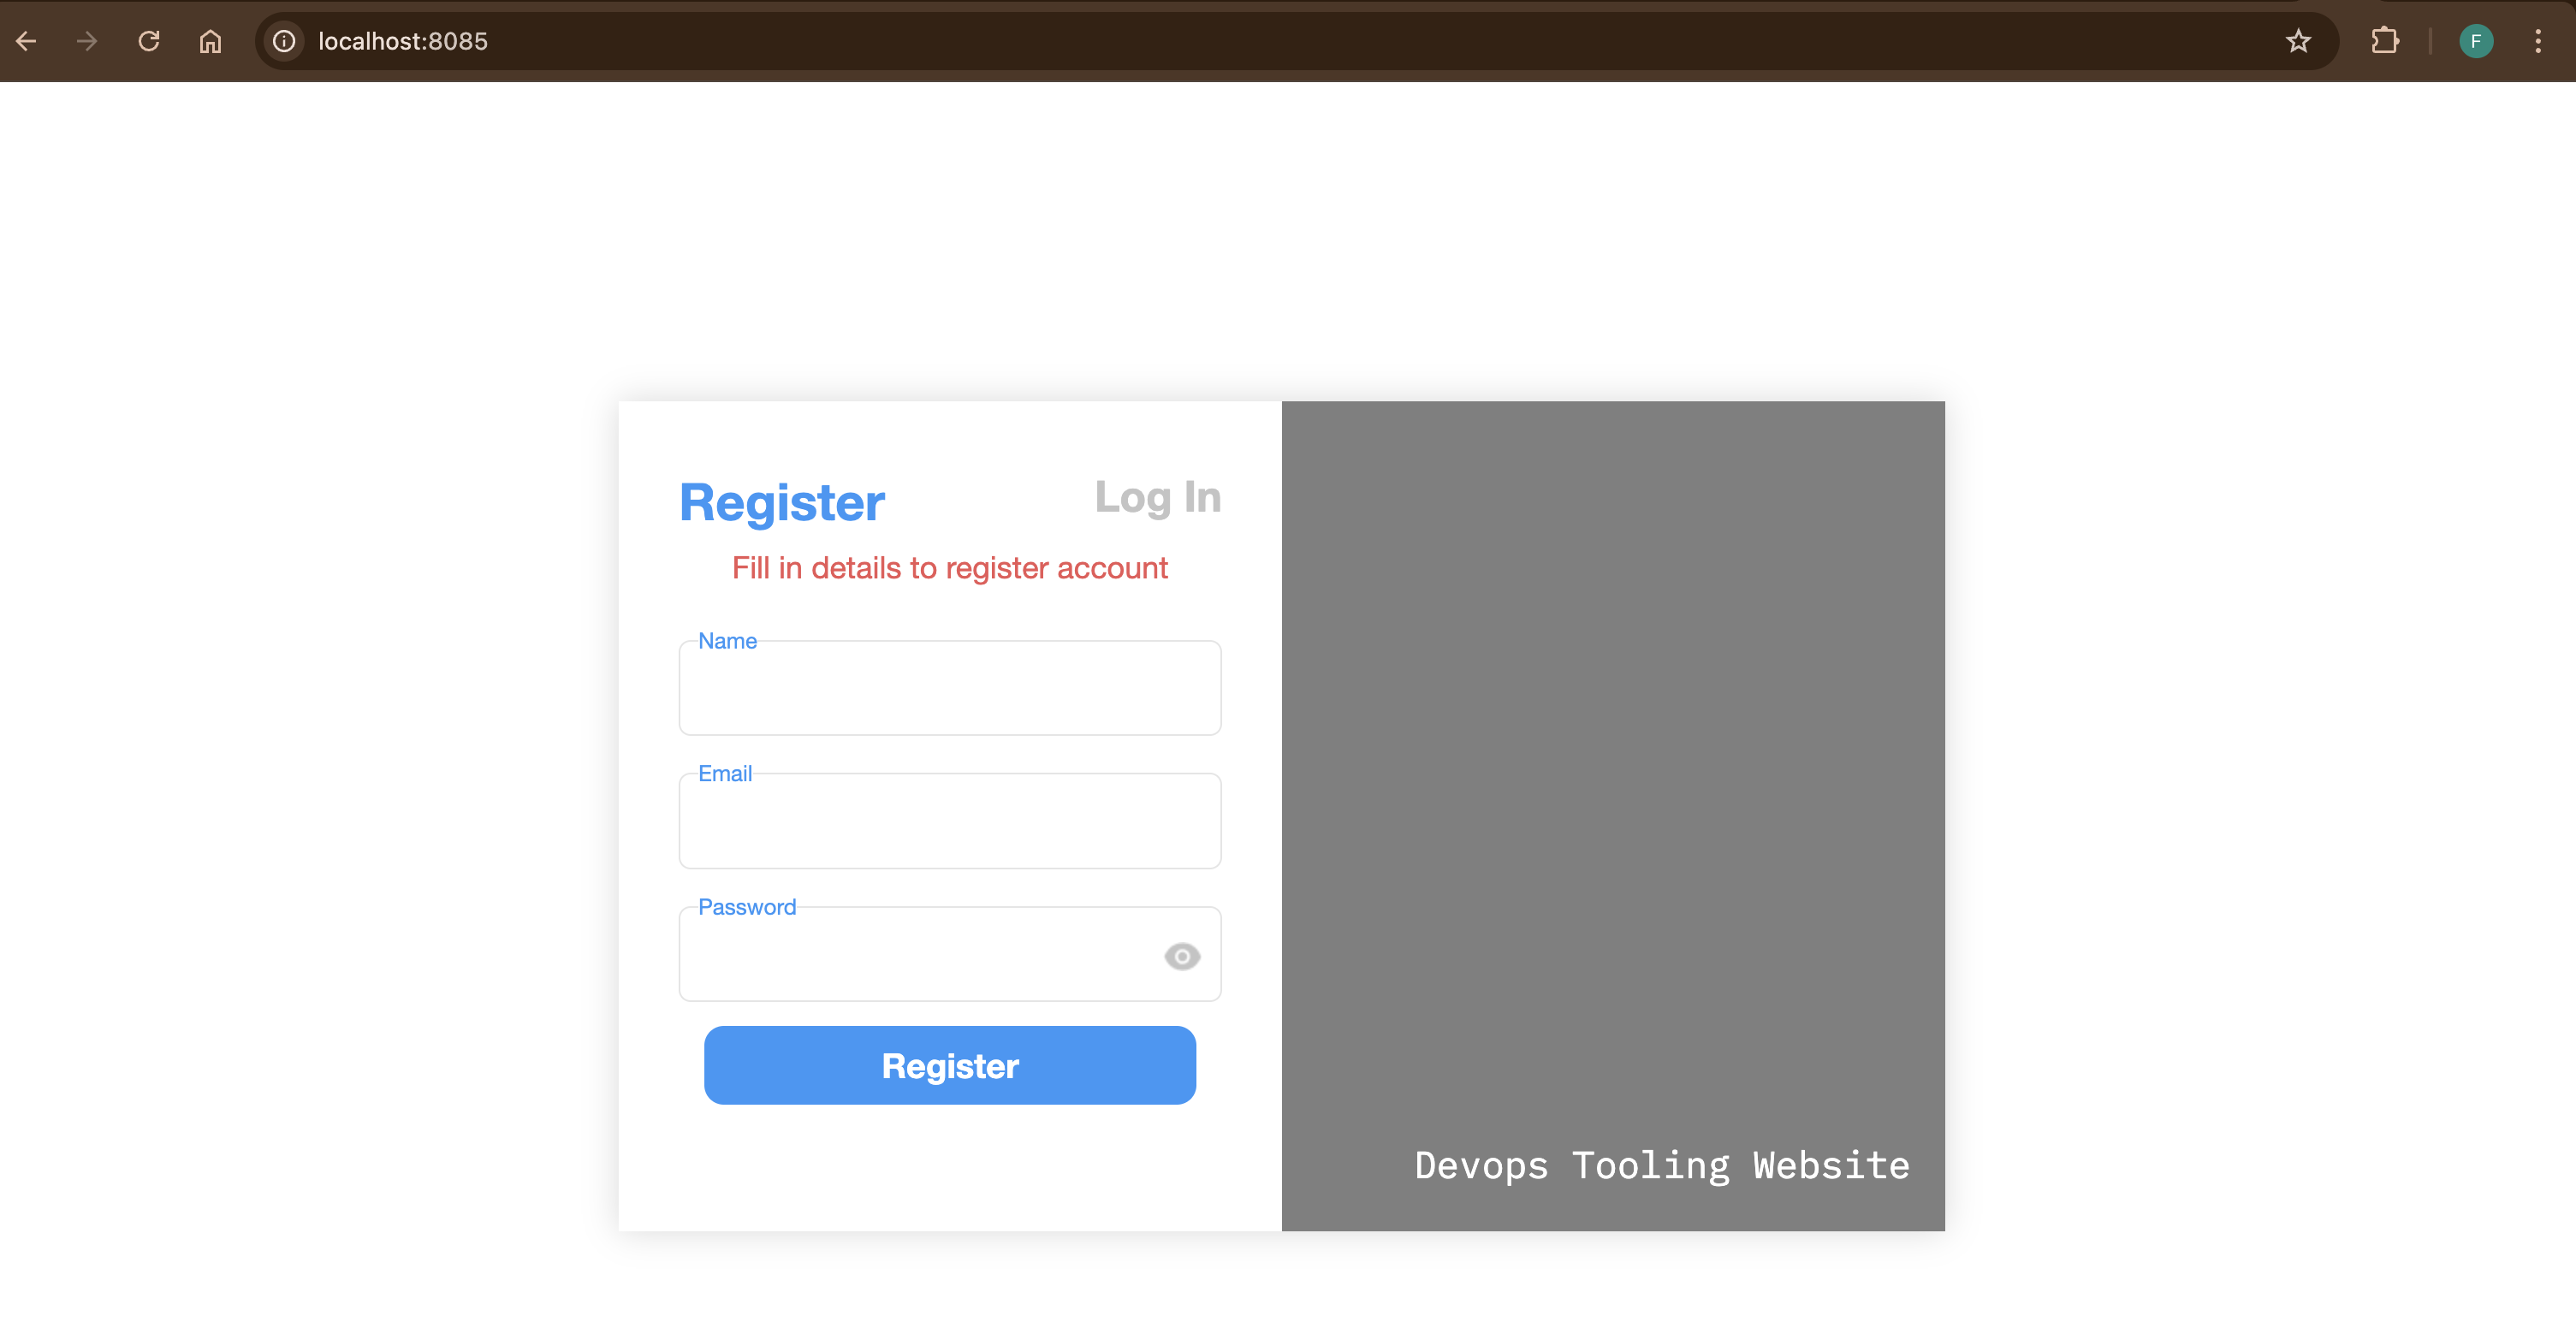 localhost:8085
F
Register
Log In
Fill in details to register account
Name
Email
Password
Register
Devops Tooling Website